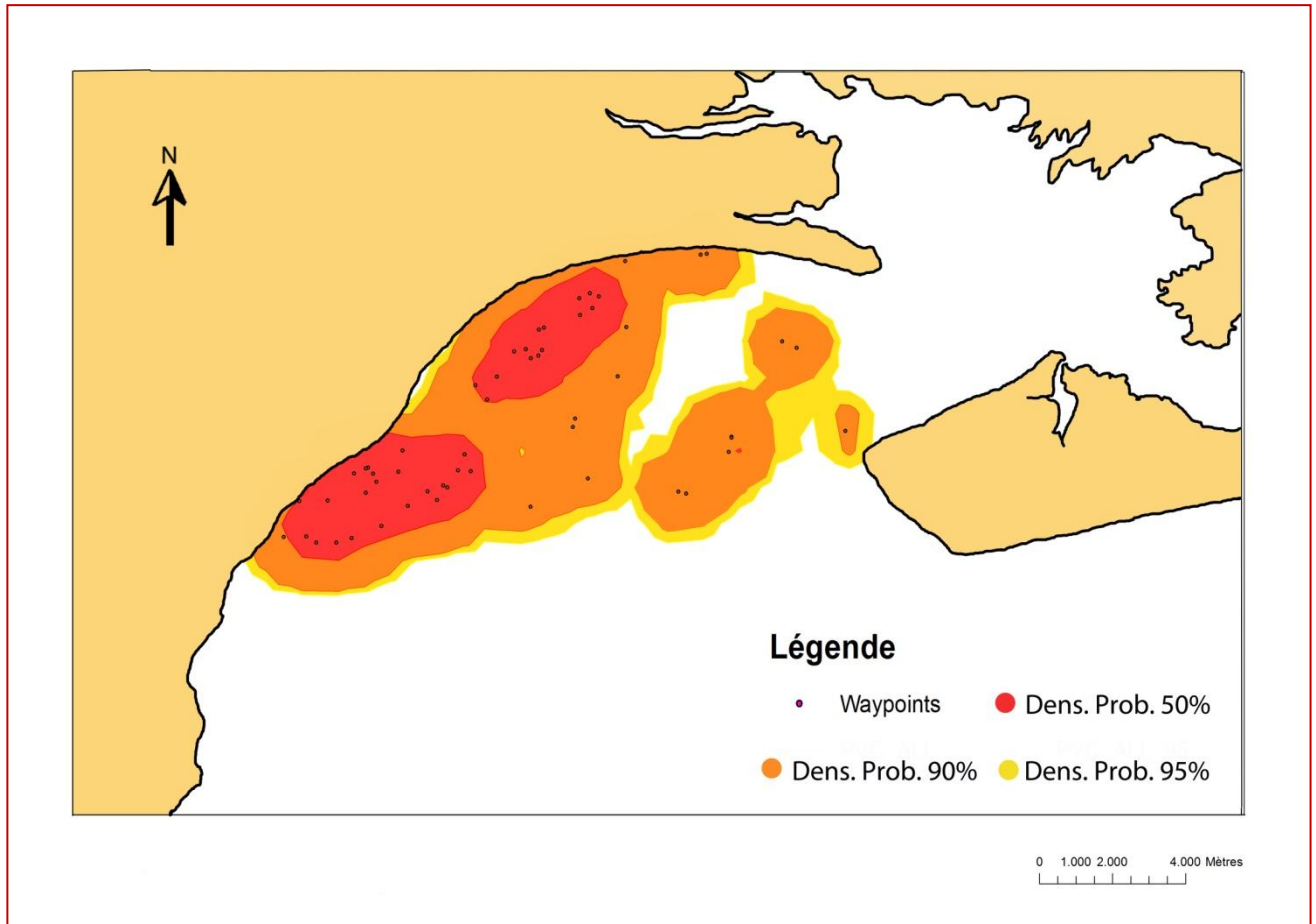 N
Légende
Waypoints
Dens. Prob. 50%
Dens. Prob. 90%
Dens. Prob. 95%
0 1.000 2.000 4.000 Mètres